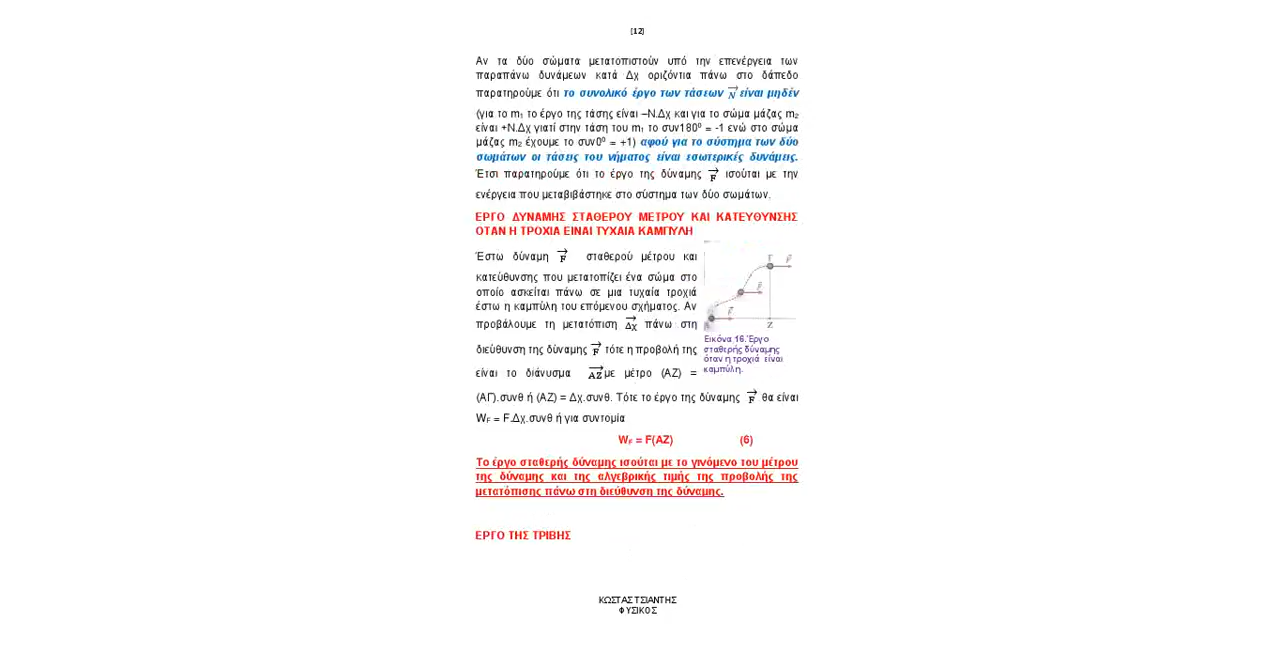 [12]
Αν τα δύο σώματα μετατοπιστούν υπό την επενέργεια των
παραπάνω δυνάμεων κατά Δχ οριζόντια πάνω στο δάπεδο
παρατηρούμε ότι το συνολικό έργο των τάσεων N είναι μηδέν
(για το m₁ το έργο της τάσης είναι –Ν.Δχ και για το σώμα μάζας m₂
είναι +Ν.Δχ γιατί στην τάση του m₁ το συν180⁰ = -1 ενώ στο σώμα
μάζας m₂ έχουμε το συν0⁰ = +1) αφού για το σύστημα των δύο
σωμάτων οι τάσεις του νήματος είναι εσωτερικές δυνάμεις.
Έτσι παρατηρούμε ότι το έργο της δύναμης F ισούται με την
ενέργεια που μεταβιβάστηκε στο σύστημα των δύο σωμάτων.
ΕΡΓΟ ΔΥΝΑΜΗΣ ΣΤΑΘΕΡΟΥ ΜΕΤΡΟΥ ΚΑΙ ΚΑΤΕΥΘΥΝΣΗΣ
ΟΤΑΝ Η ΤΡΟΧΙΑ ΕΙΝΑΙ ΤΥΧΑΙΑ ΚΑΜΠΥΛΗ
Έστω δύναμη F σταθερού μέτρου και
κατεύθυνσης που μετατοπίζει ένα σώμα στο
οποίο ασκείται πάνω σε μια τυχαία τροχιά
έστω η καμπύλη του επόμενου σχήματος. Αν
προβάλουμε τη μετατόπιση Δχ πάνω στη
διεύθυνση της δύναμης F τότε η προβολή της
είναι το διάνυσμα ΑΖ με μέτρο (ΑΖ) =
Γ F
F
F
Z
Εικόνα 16.Έργο
σταθερής δύναμης
όταν η τροχιά είναι
καμπύλη.
(ΑΓ).συνθ ή (ΑΖ) = Δχ.συνθ. Τότε το έργο της δύναμης F θα είναι
W_F = F.Δχ.συνθ ή για συντομία
W_F = F(AZ) (6)
Το έργο σταθερής δύναμης ισούται με το γινόμενο του μέτρου
της δύναμης και της αλγεβρικής τιμής της προβολής της
μετατόπισης πάνω στη διεύθυνση της δύναμης.
ΕΡΓΟ ΤΗΣ ΤΡΙΒΗΣ
ΚΩΣΤΑΣ ΤΣΙΑΝΤΗΣ
ΦΥΣΙΚΟΣ